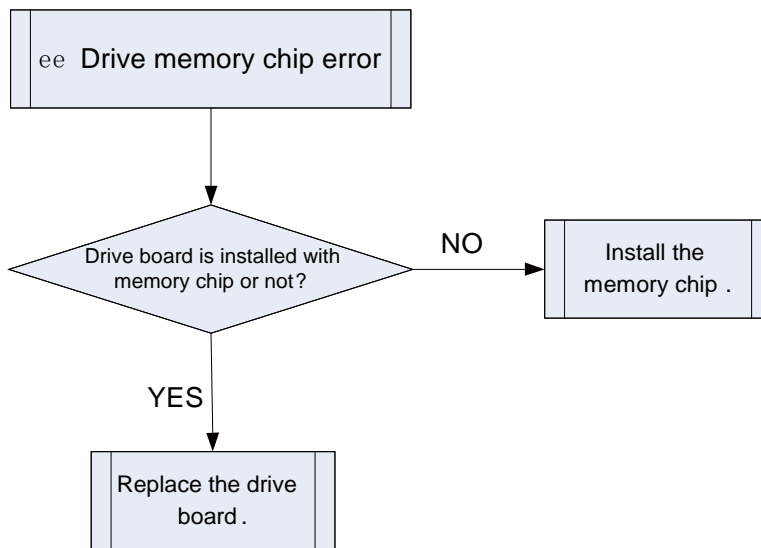 ee Drive memory chip error
Drive board is installed with
memory chip or not?
NO
Install the
memory chip .
YES
Replace the drive
board .